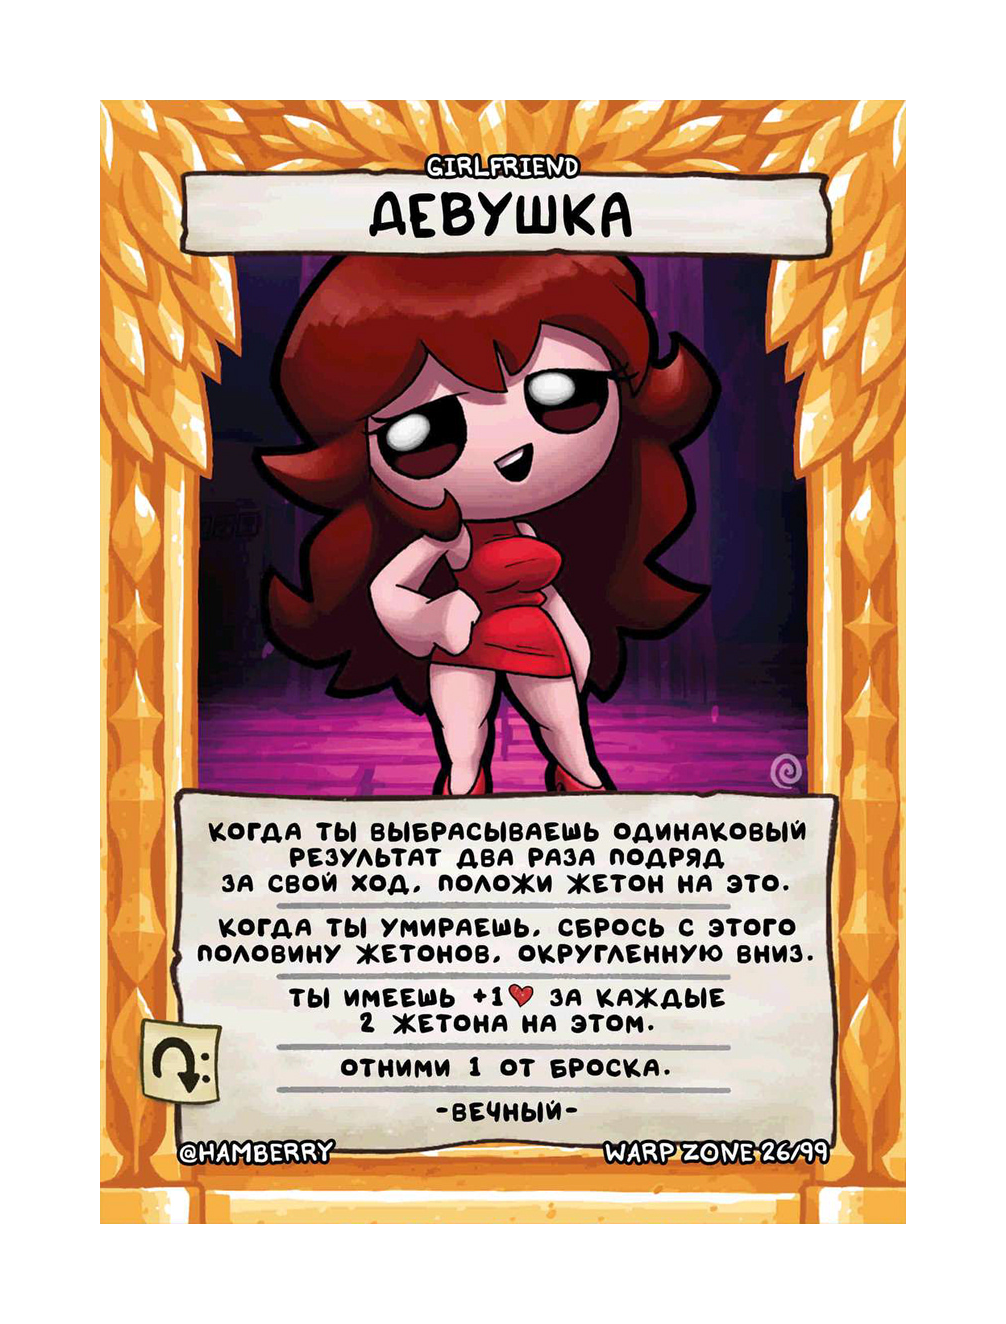 GIRLFRIEND
ДЕВУШКА
КОГДА ТЫ ВЫБРАСЫВАЕШЬ ОДИНАКОВЫЙ
РЕЗУЛЬТАТ ДВА РАЗА ПОДРЯД
ЗА СВОЙ ХОД, ПОЛОЖИ ЖЕТОН НА ЭТО.
КОГДА ТЫ УМИРАЕШЬ, СБРОСЬ С ЭТОГО
ПОЛОВИНУ ЖЕТОНОВ, ОКРУГЛЕННУЮ ВНИЗ.
ТЫ ИМЕЕШЬ +1❤ ЗА КАЖДЫЕ
2 ЖЕТОНА НА ЭТОМ.
ОТНИМИ 1 ОТ БРОСКА.
-ВЕЧНЫЙ-
@HAMBERRY
WARP ZONE 26/99